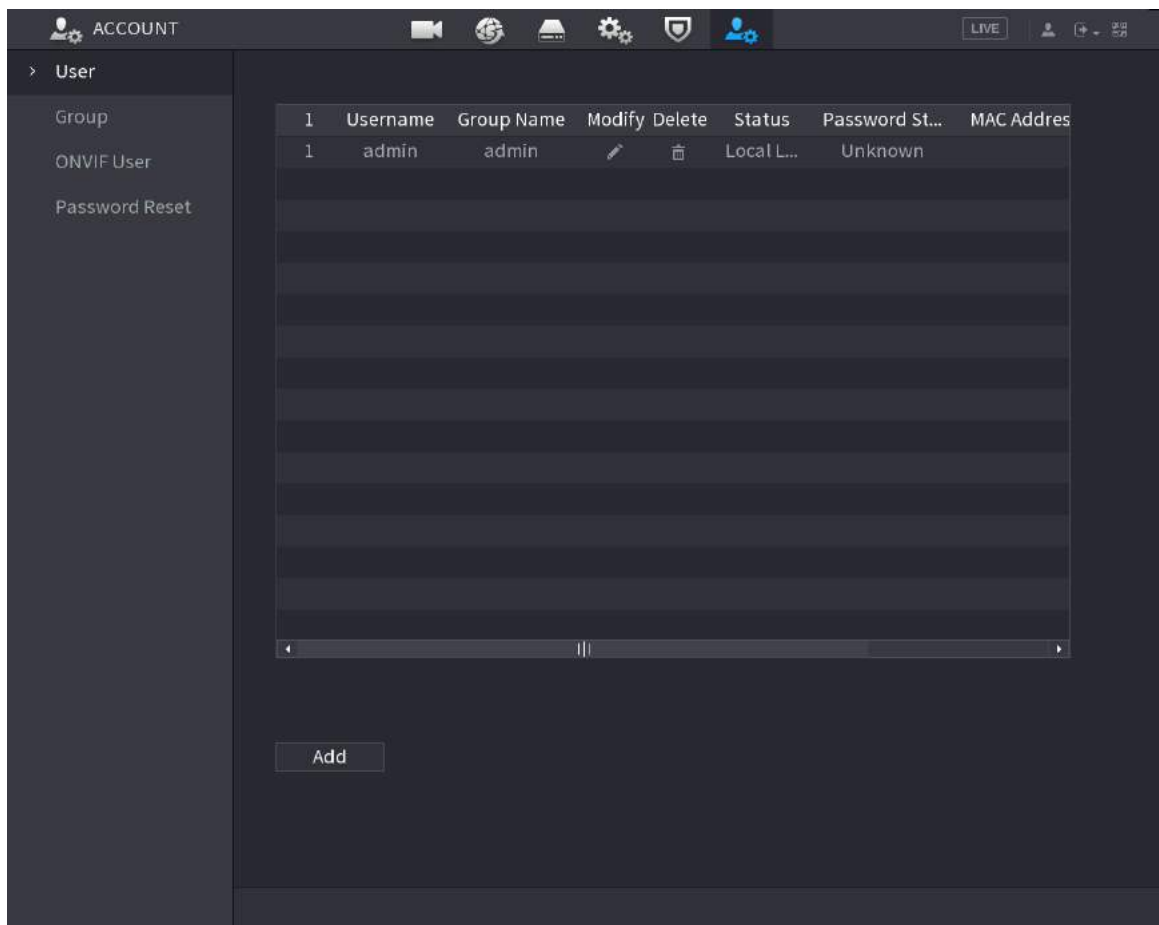 ACCOUNT
LIVE
> User
Group
ONVIF User
Password Reset
1 Username Group Name Modify Delete Status Password St... MAC Addres
1 admin admin Local L... Unknown
Add